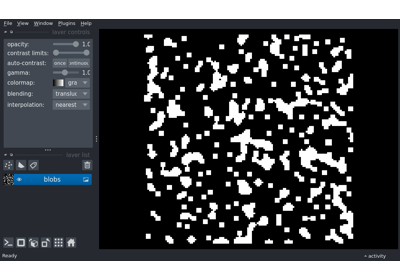 File View Window Plugins Help
layer controls
opacity: 1.0
contrast limits:
auto-contrast: once
gamma: 1.0
colormap: gra
blending: translu
interpolation: nearest
layer list
blobs
Ready activity